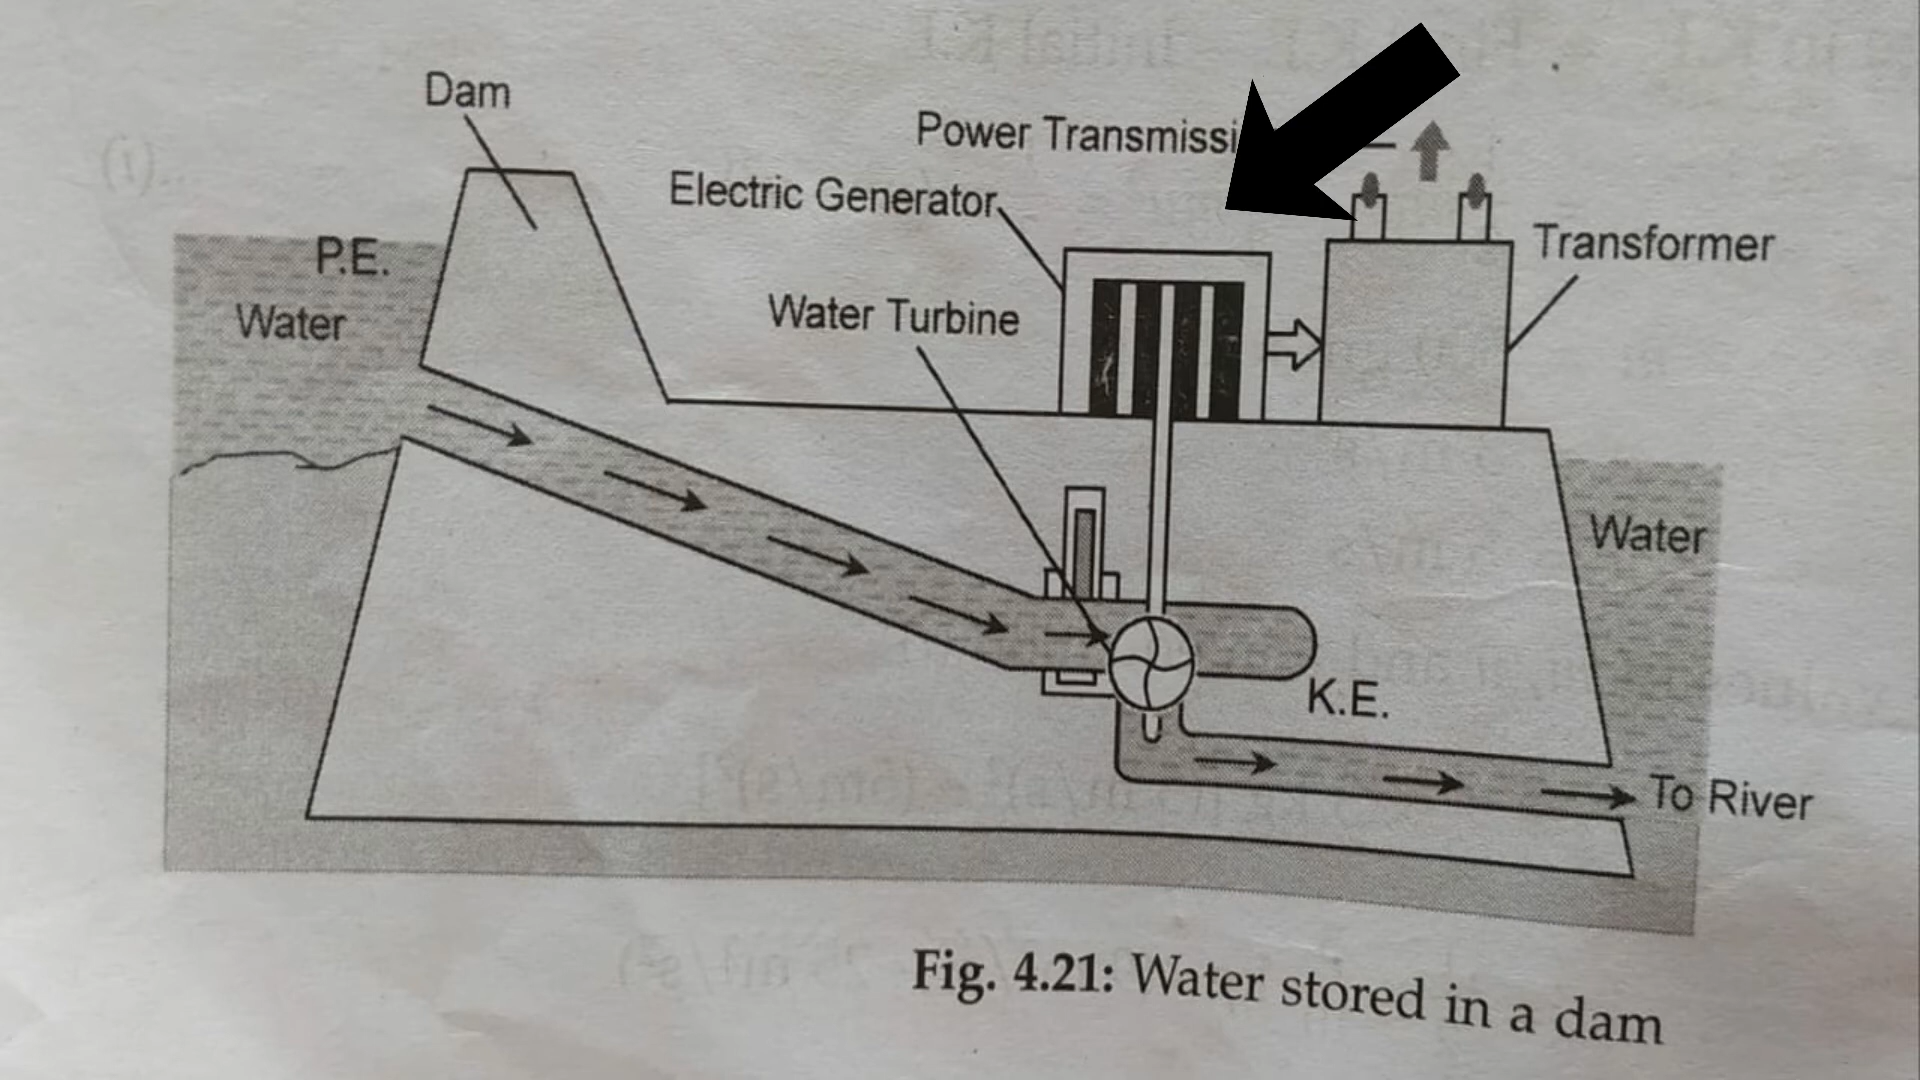 Dam
Power Transmissi
Electric Generator
P.E.
Transformer
Water
Water Turbine
Water
K.E.
To River
Fig. 4.21: Water stored in a dam